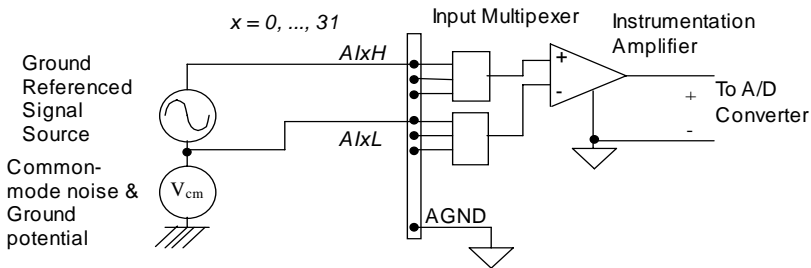 x = 0, ..., 31
Input Multipexer
Instrumentation
Amplifier
Ground
Referenced
Signal
Source
AIxH
AIxL
+
-
To A/D
Converter
+
-
Common-
mode noise &
Ground
potential
Vcm
AGND